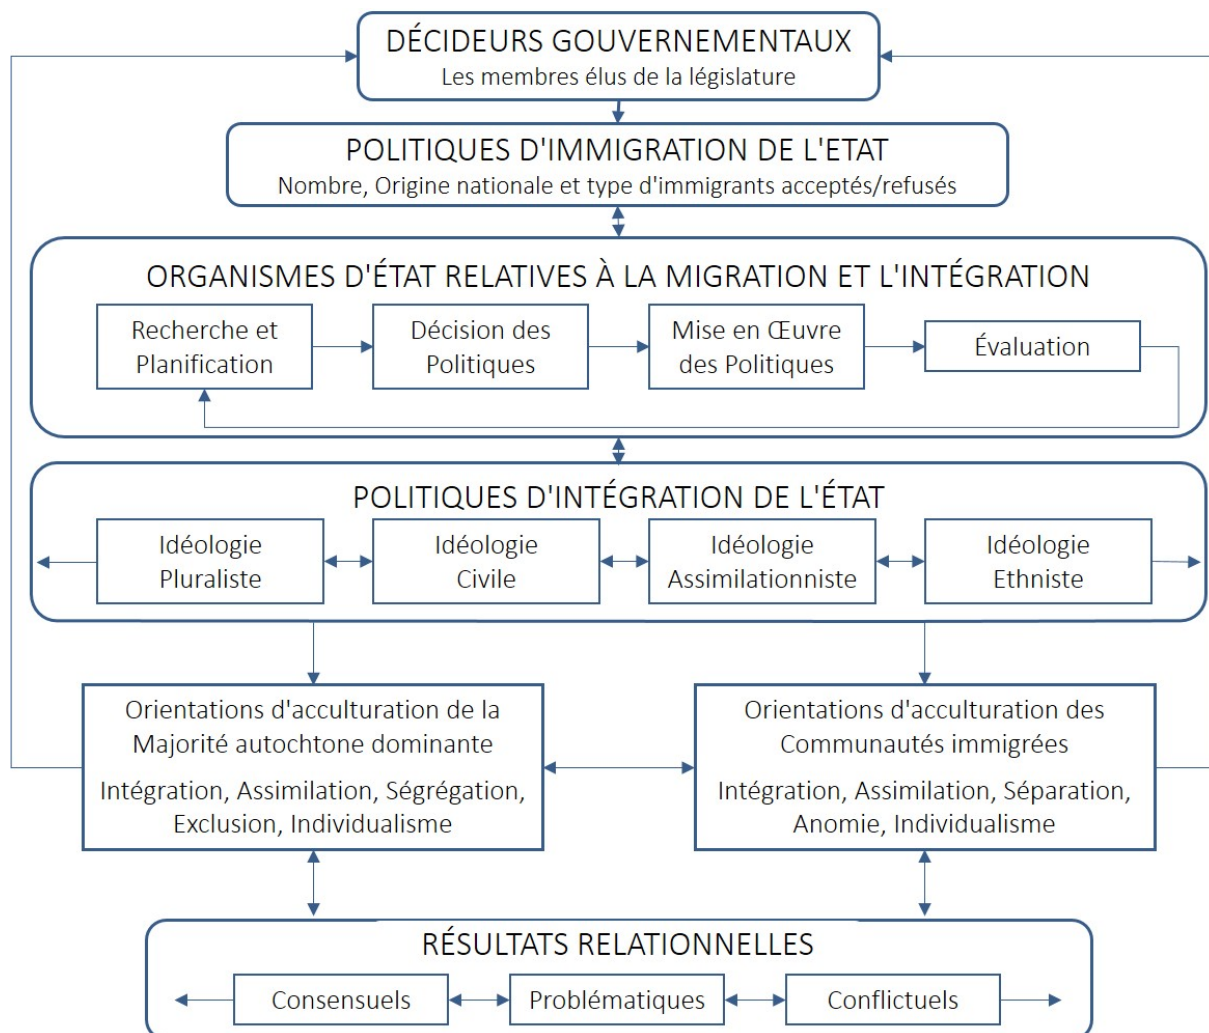 DÉCIDEURS GOUVERNEMENTAUX
Les membres élus de la législature
POLITIQUES D'IMMIGRATION DE L'ETAT
Nombre, Origine nationale et type d'immigrants acceptés/refusés
ORGANISMES D'ÉTAT RELATIVES À LA MIGRATION ET L'INTÉGRATION
Recherche et
Planification
Décision des
Politiques
Mise en Œuvre
des Politiques
Évaluation
POLITIQUES D'INTÉGRATION DE L'ÉTAT
Idéologie
Pluraliste
Idéologie
Civile
Idéologie
Assimilationniste
Idéologie
Ethniste
Orientations d'acculturation de la
Majorité autochtone dominante
Intégration, Assimilation, Ségrégation,
Exclusion, Individualisme
Orientations d'acculturation des
Communautés immigrées
Intégration, Assimilation, Séparation,
Anomie, Individualisme
RÉSULTATS RELATIONNELLES
Consensuels
Problématiques
Conflictuels